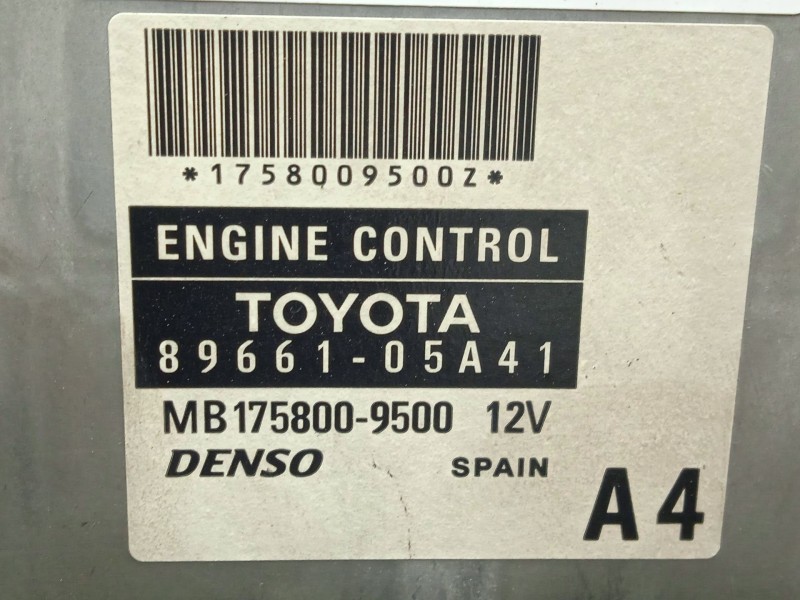 *1758009500Z*
ENGINE CONTROL
TOYOTA
89661-05A41
MB175800-9500 12V
DENSO SPAIN
A4